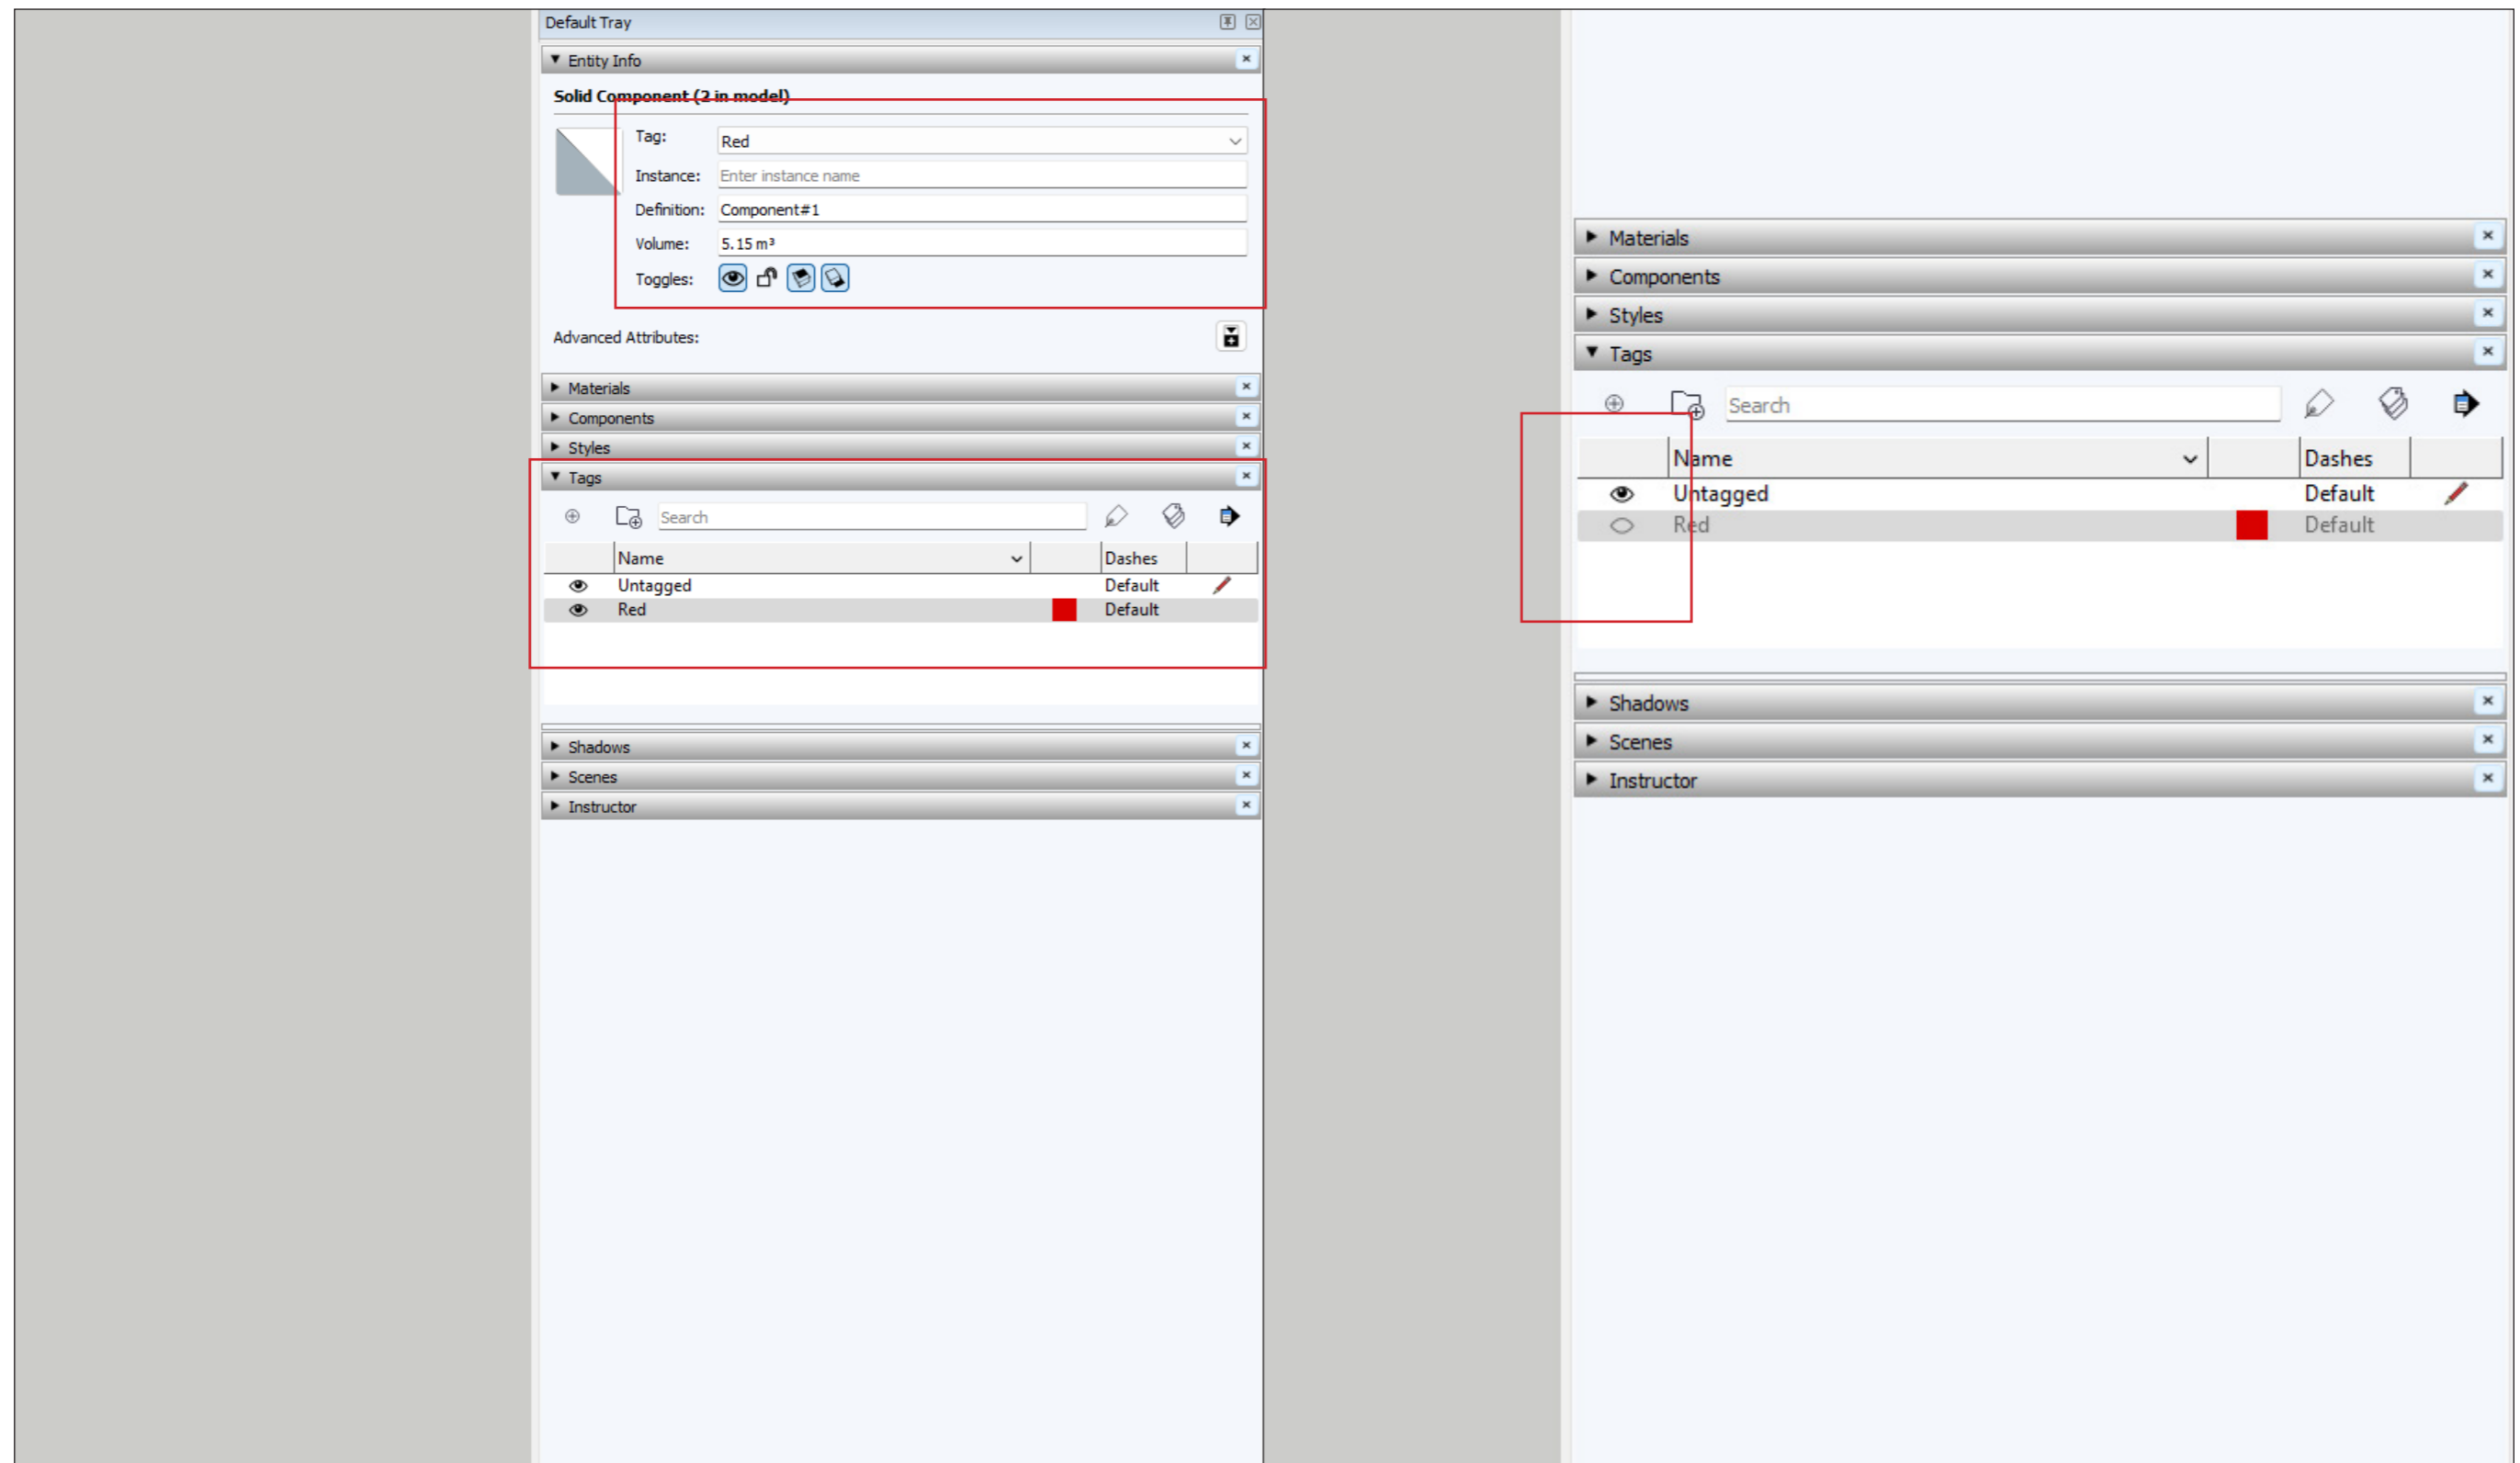 Default Tray
Entity Info
Solid Component (2 in model)
Tag: Red
Instance: Enter instance name
Definition: Component#1
Volume: 5.15 m³
Toggles:
Advanced Attributes:
Materials
Components
Styles
Tags
Search
Name Dashes
Untagged Default
Red Default
Shadows
Scenes
Instructor
Materials
Components
Styles
Tags
Search
Name Dashes
Untagged Default
Red Default
Shadows
Scenes
Instructor